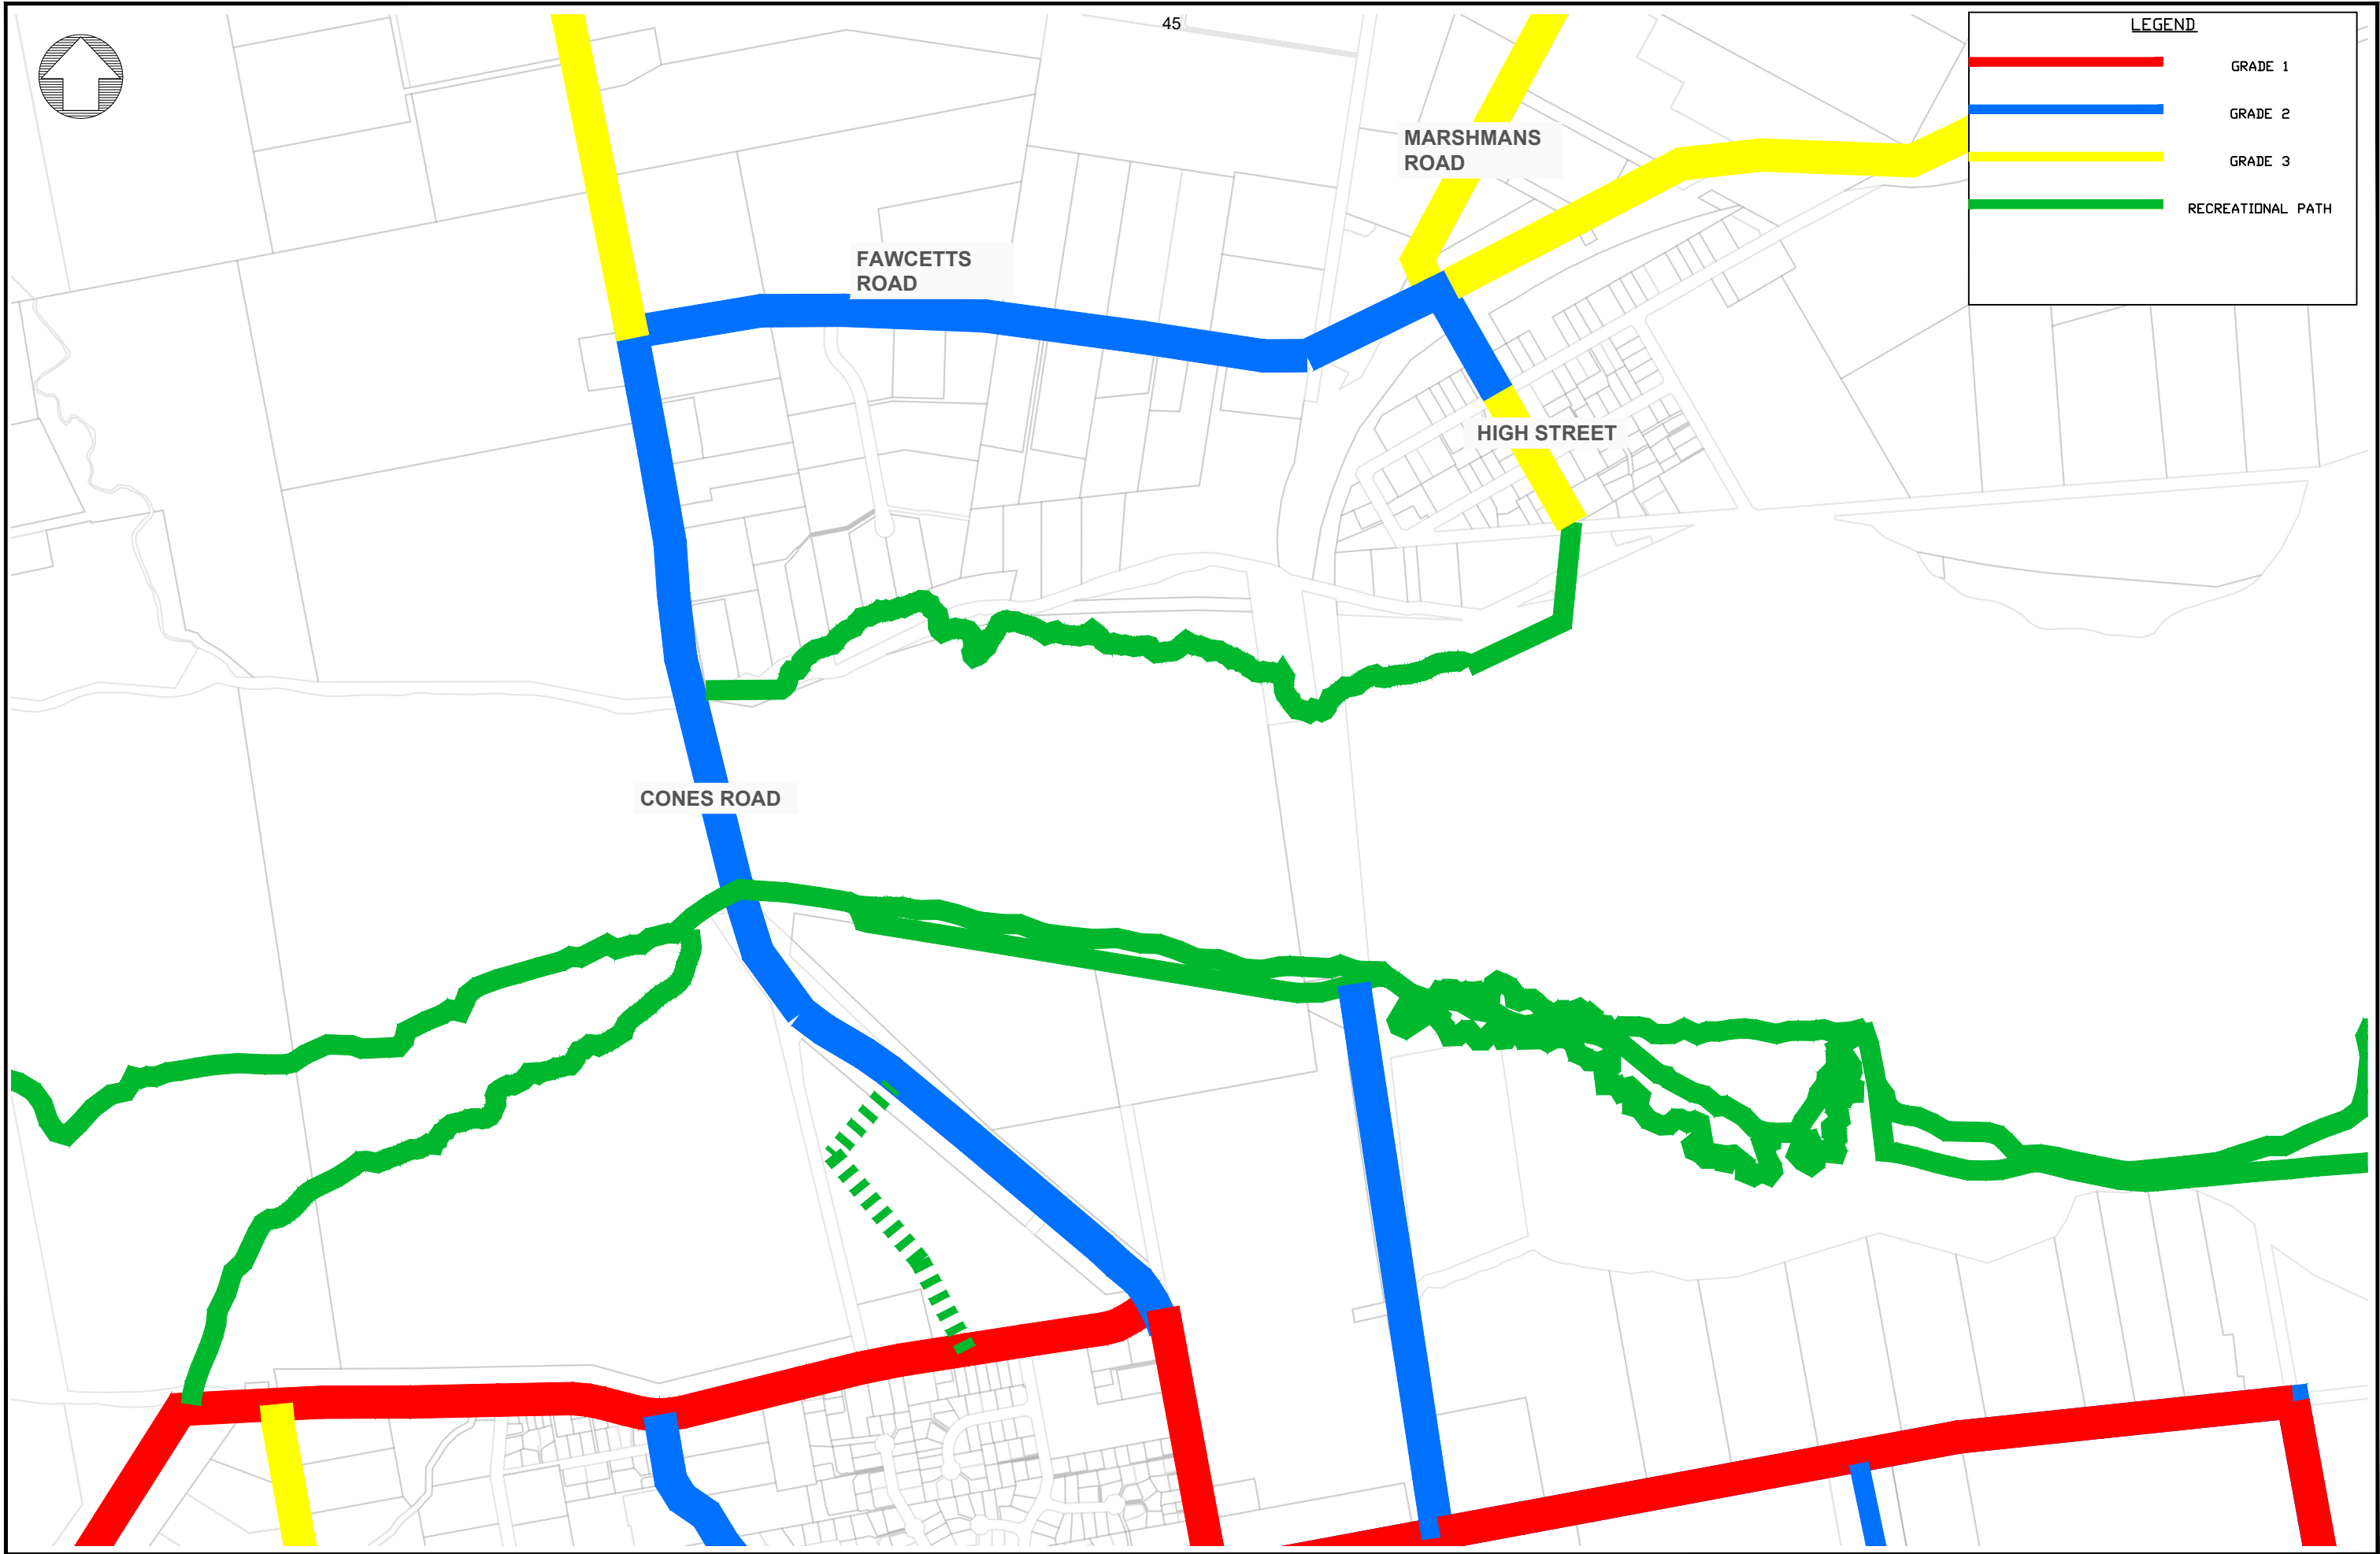 45
LEGEND
GRADE 1
GRADE 2
GRADE 3
RECREATIONAL PATH
MARSHMANS
ROAD
FAWCETTS
ROAD
HIGH STREET
CONES ROAD